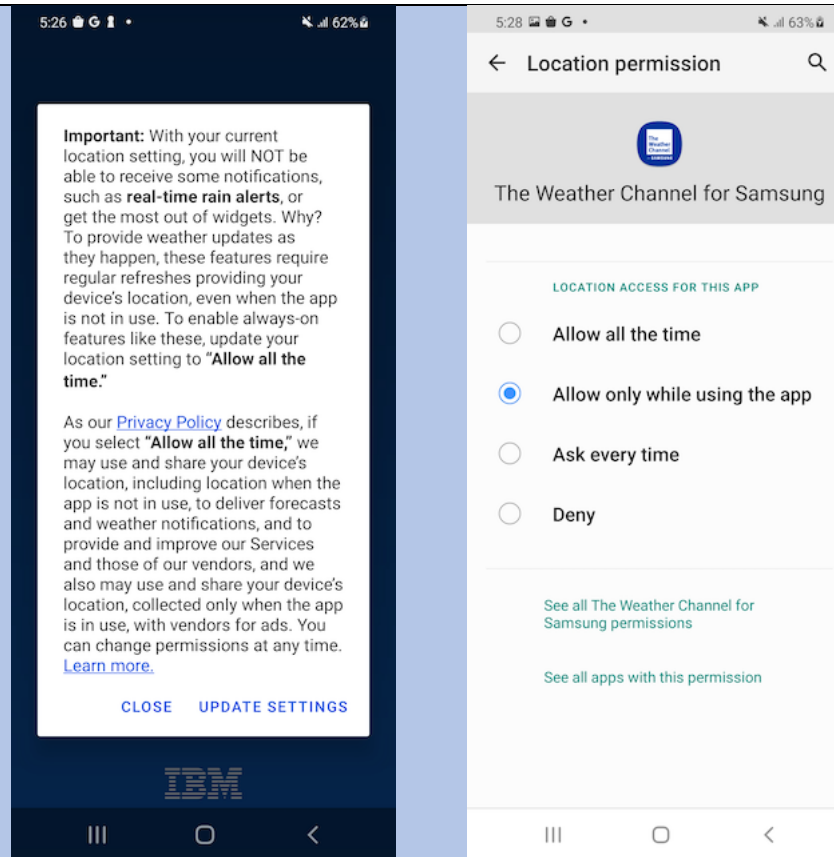 5:26 G
62%
Important: With your current
location setting, you will NOT be
able to receive some notifications,
such as real-time rain alerts, or
get the most out of widgets. Why?
To provide weather updates as
they happen, these features require
regular refreshes providing your
device's location, even when the app
is not in use. To enable always-on
features like these, update your
location setting to "Allow all the
time."
As our Privacy Policy describes, if
you select "Allow all the time," we
may use and share your device's
location, including location when the
app is not in use, to deliver forecasts
and weather notifications, and to
provide and improve our Services
and those of our vendors, and we
also may use and share your device's
location, collected only when the app
is in use, with vendors for ads. You
can change permissions at any time.
Learn more.
CLOSE UPDATE SETTINGS
IBM
5:28 G
63%
Location permission
The
Weather
Channel
SAMSUNG
The Weather Channel for Samsung
LOCATION ACCESS FOR THIS APP
Allow all the time
Allow only while using the app
Ask every time
Deny
See all The Weather Channel for
Samsung permissions
See all apps with this permission